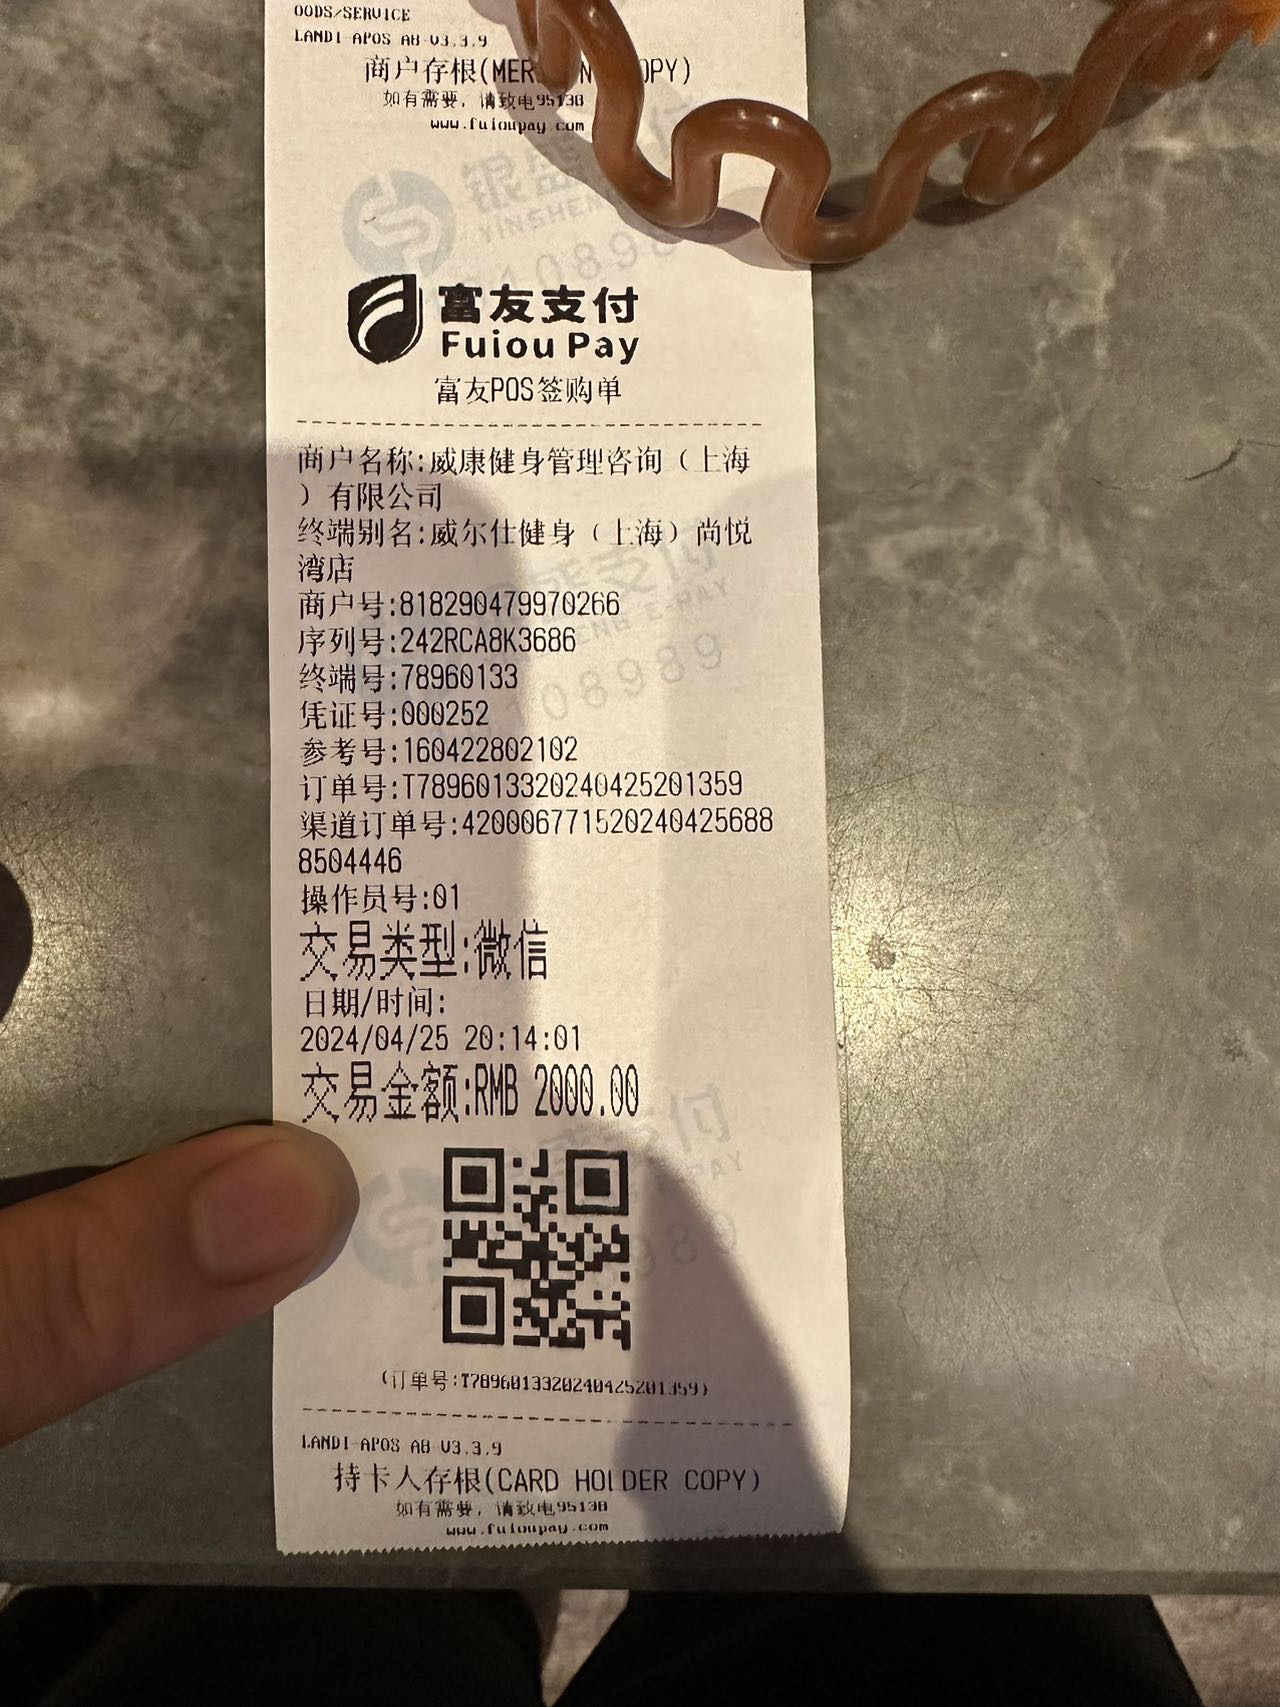 OODS/SERVICE
LANDI-APOS A8 V3.3.9
商户存根(MER N OPY)
如有需要，请致电95138
www.fuioupay.com
银盛
YINSHEN
富友支付
Fuiou Pay
富友POS签购单
商户名称:威康健身管理咨询（上海
）有限公司
终端别名:威尔仕健身（上海）尚悦
湾店
商户号:818290479970266
序列号:242RCA8K3686
终端号:78960133
凭证号:000252
参考号:160422802102
订单号:T7896013320240425201359
渠道订单号:420006771520240425688
8504446
操作员号:01
交易类型:微信
日期/时间:
2024/04/25 20:14:01
交易金额:RMB 2000.00
(订单号:T7896013320240425201359)
LANDI-APOS A8 V3.3.9
持卡人存根(CARD HOLDER COPY)
如有需要，请致电95138
www.fuioupay.com